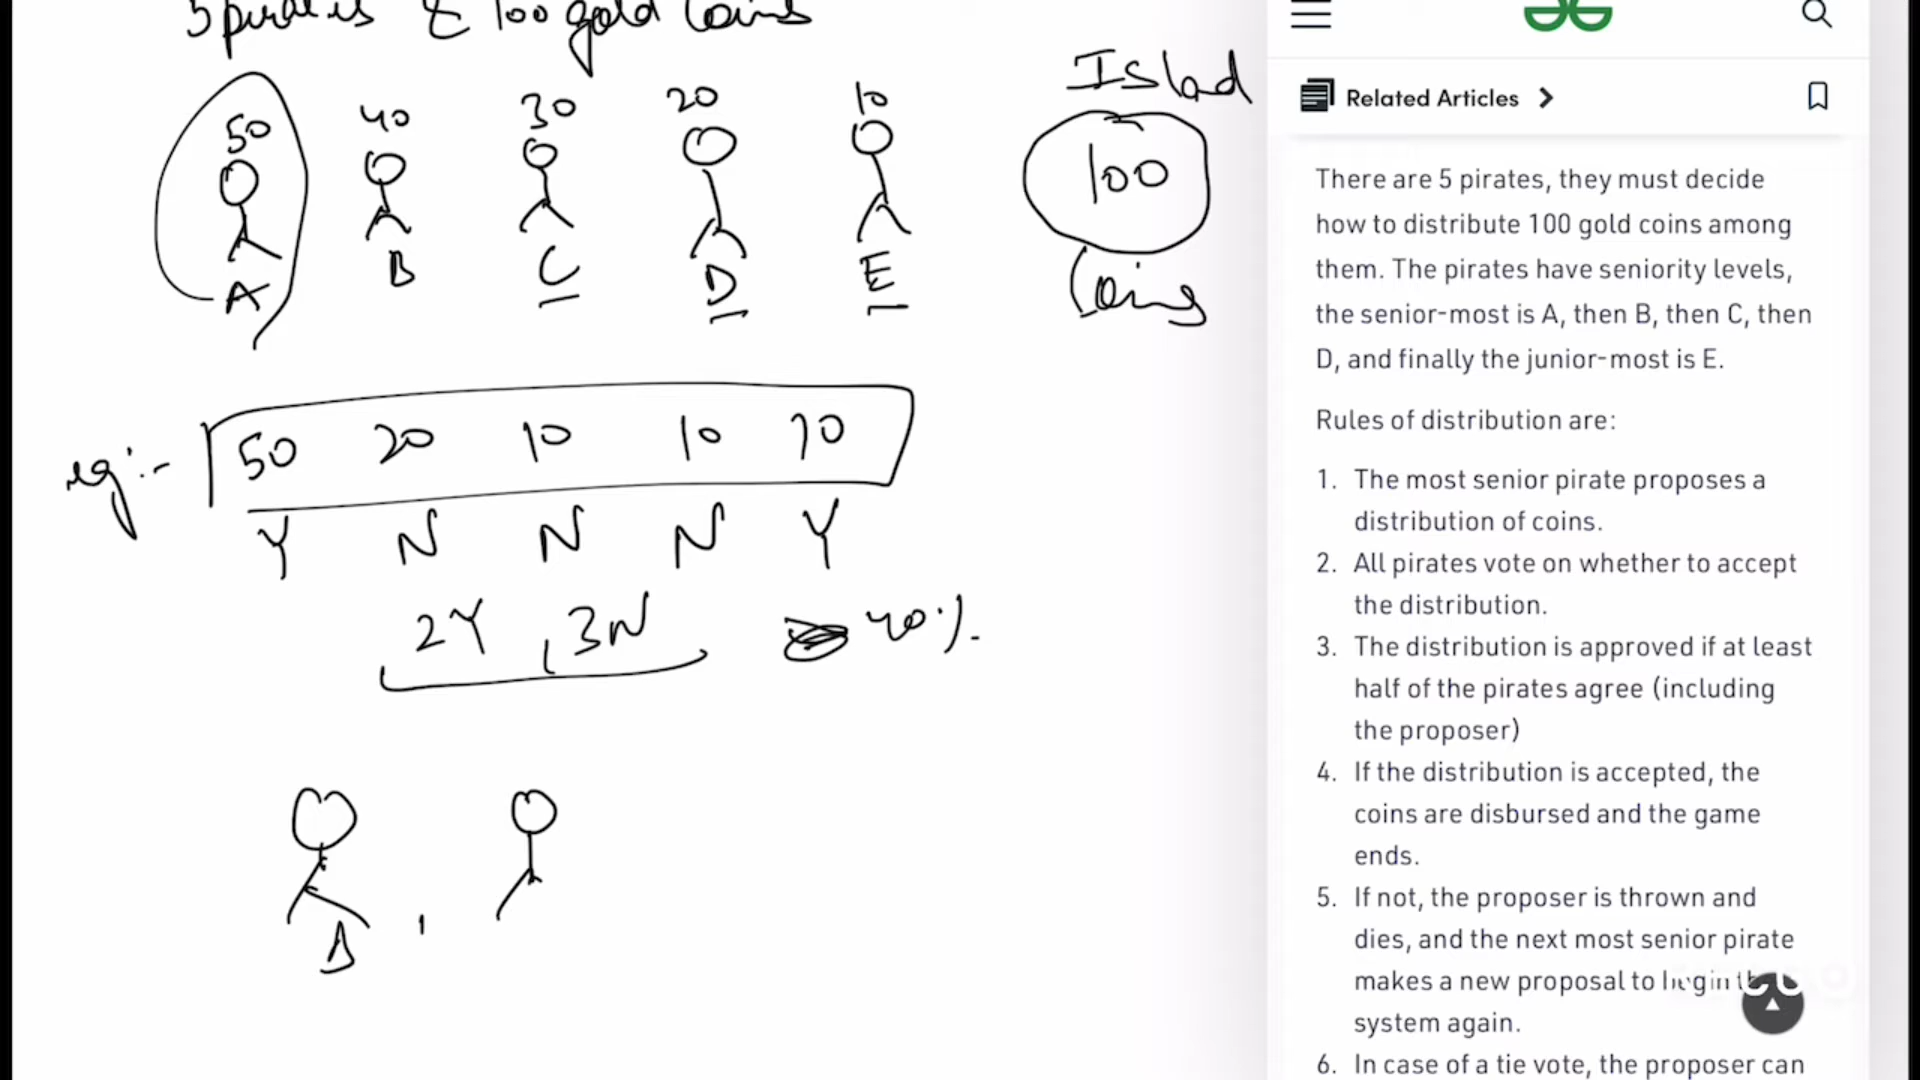 5 pirates & 100 gold coins
50 40 30 20 10
A B C D E
Island
100
Coins
eg:- 50 20 10 10 10
Y N N N Y
2Y, 3N 40%.
D,
Related Articles
There are 5 pirates, they must decide
how to distribute 100 gold coins among
them. The pirates have seniority levels,
the senior-most is A, then B, then C, then
D, and finally the junior-most is E.
Rules of distribution are:
1. The most senior pirate proposes a
distribution of coins.
2. All pirates vote on whether to accept
the distribution.
3. The distribution is approved if at least
half of the pirates agree (including
the proposer)
4. If the distribution is accepted, the
coins are disbursed and the game
ends.
5. If not, the proposer is thrown and
dies, and the next most senior pirate
makes a new proposal to begin the
system again.
6. In case of a tie vote, the proposer can